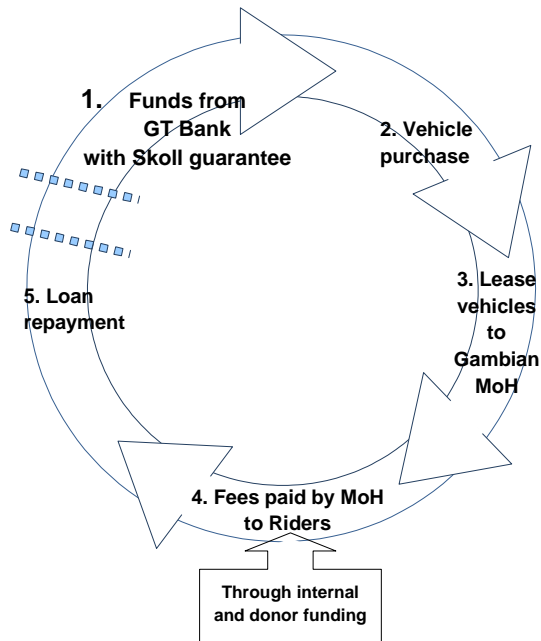 1. Funds from
GT Bank
with Skoll guarantee
2. Vehicle
purchase
3. Lease
vehicles
to
Gambian
MoH
4. Fees paid by MoH
to Riders
Through internal
and donor funding
5. Loan
repayment